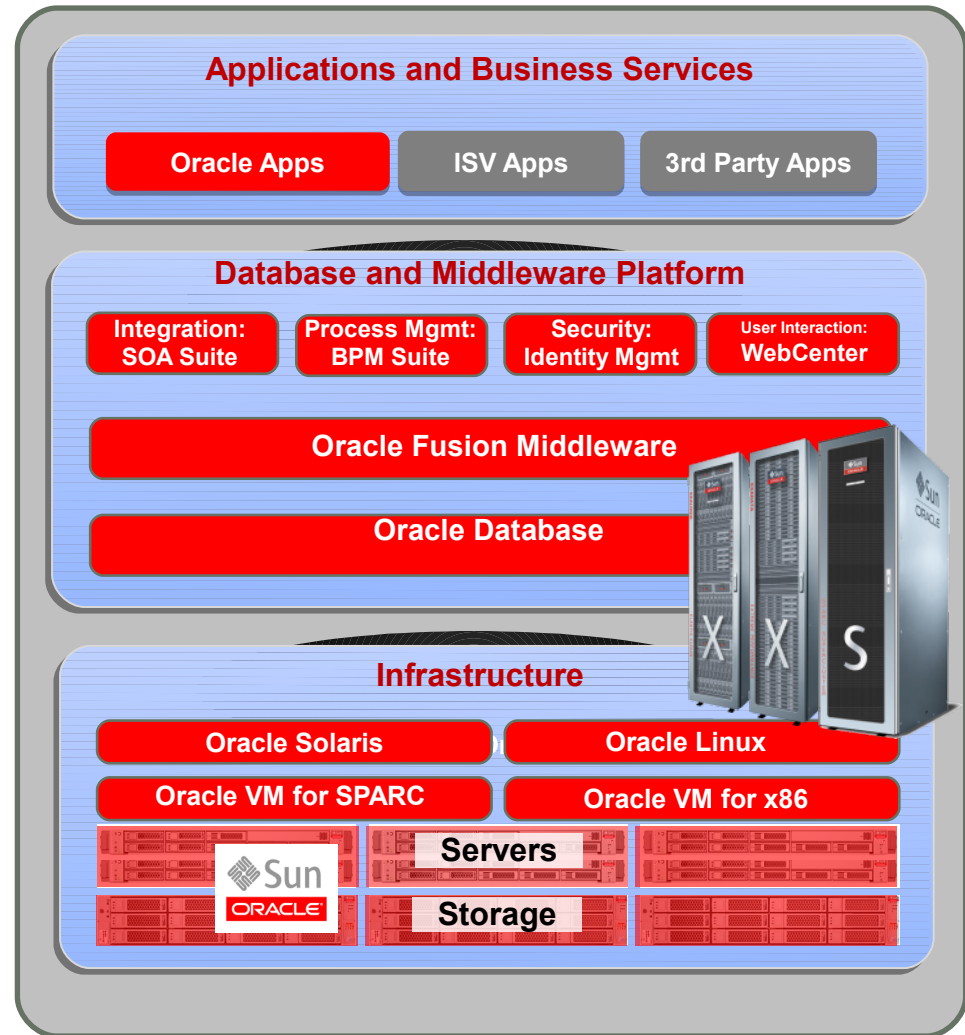 Applications and Business Services
Oracle Apps
ISV Apps
3rd Party Apps
Database and Middleware Platform
Integration:
SOA Suite
Process Mgmt:
BPM Suite
Security:
Identity Mgmt
User Interaction:
WebCenter
Oracle Fusion Middleware
Oracle Database
Sun
ORACLE
X
X
S
Infrastructure
Oracle Solaris
Oracle Linux
Oracle VM for SPARC
Oracle VM for x86
Servers
Sun
ORACLE
Storage